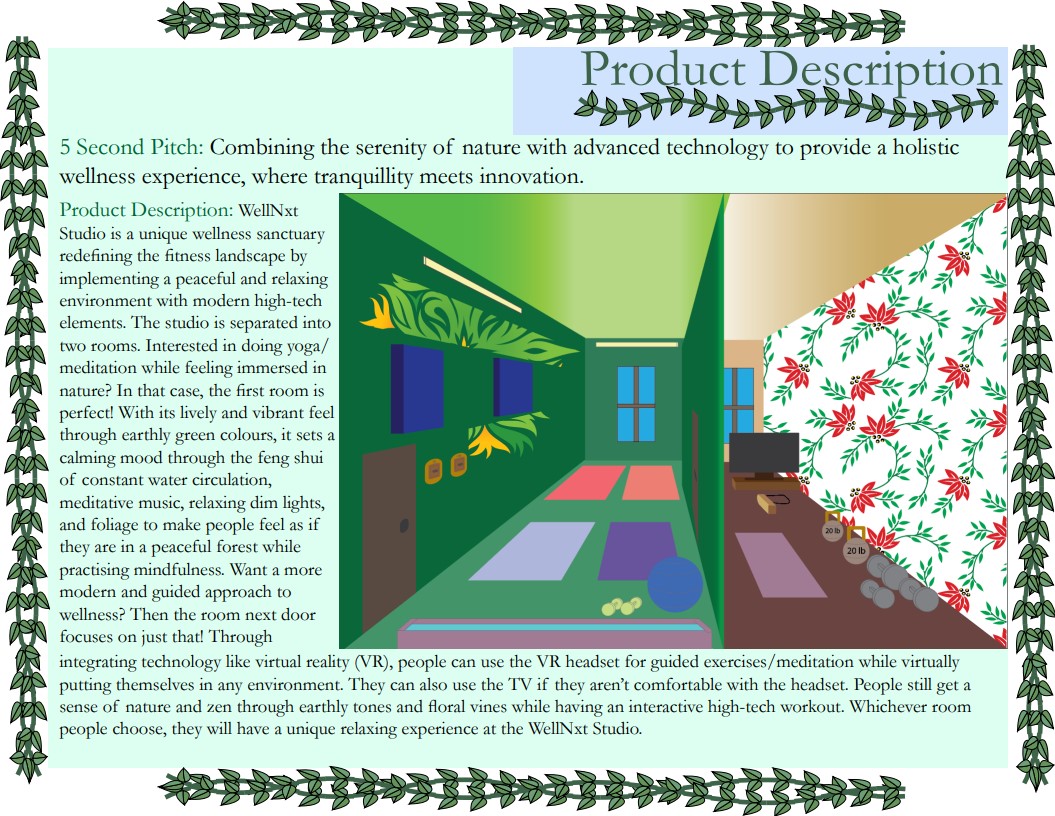 Product Description
5 Second Pitch: Combining the serenity of nature with advanced technology to provide a holistic
wellness experience, where tranquillity meets innovation.
Product Description: WellNxt
Studio is a unique wellness sanctuary
redefining the fitness landscape by
implementing a peaceful and relaxing
environment with modern high-tech
elements. The studio is separated into
two rooms. Interested in doing yoga/
meditation while feeling immersed in
nature? In that case, the first room is
perfect! With its lively and vibrant feel
through earthly green colours, it sets a
calming mood through the feng shui
of constant water circulation,
meditative music, relaxing dim lights,
and foliage to make people feel as if
they are in a peaceful forest while
practising mindfulness. Want a more
modern and guided approach to
wellness? Then the room next door
focuses on just that! Through
integrating technology like virtual reality (VR), people can use the VR headset for guided exercises/meditation while virtually
putting themselves in any environment. They can also use the TV if they aren't comfortable with the headset. People still get a
sense of nature and zen through earthly tones and floral vines while having an interactive high-tech workout. Whichever room
people choose, they will have a unique relaxing experience at the WellNxt Studio.
20 lb
20 lb